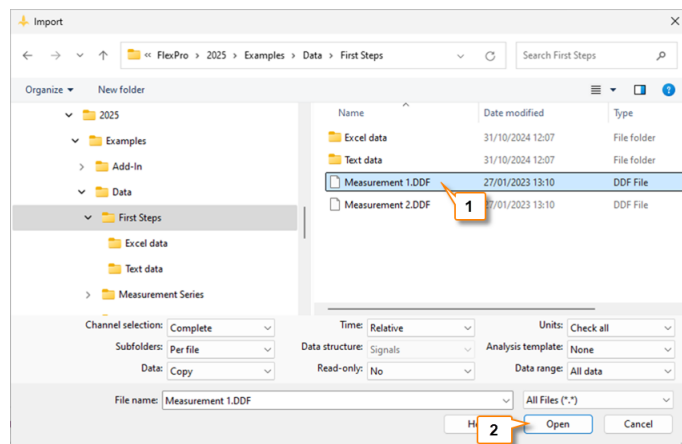 Import
« FlexPro › 2025 › Examples › Data › First Steps
Search First Steps
Organize
New folder
2025
Examples
Add-In
Data
First Steps
Excel data
Text data
Measurement Series
Name Date modified Type
Excel data 31/10/2024 12:07 File folder
Text data 31/10/2024 12:07 File folder
Measurement 1.DDF 27/01/2023 13:10 DDF File
1
Measurement 2.DDF 27/01/2023 13:10 DDF File
Channel selection: Complete Time: Relative Units: Check all
Subfolders: Per file Data structure: Signals Analysis template: None
Data: Copy Read-only: No Data range: All data
File name: Measurement 1.DDF All Files (*.*)
2
Open
Cancel